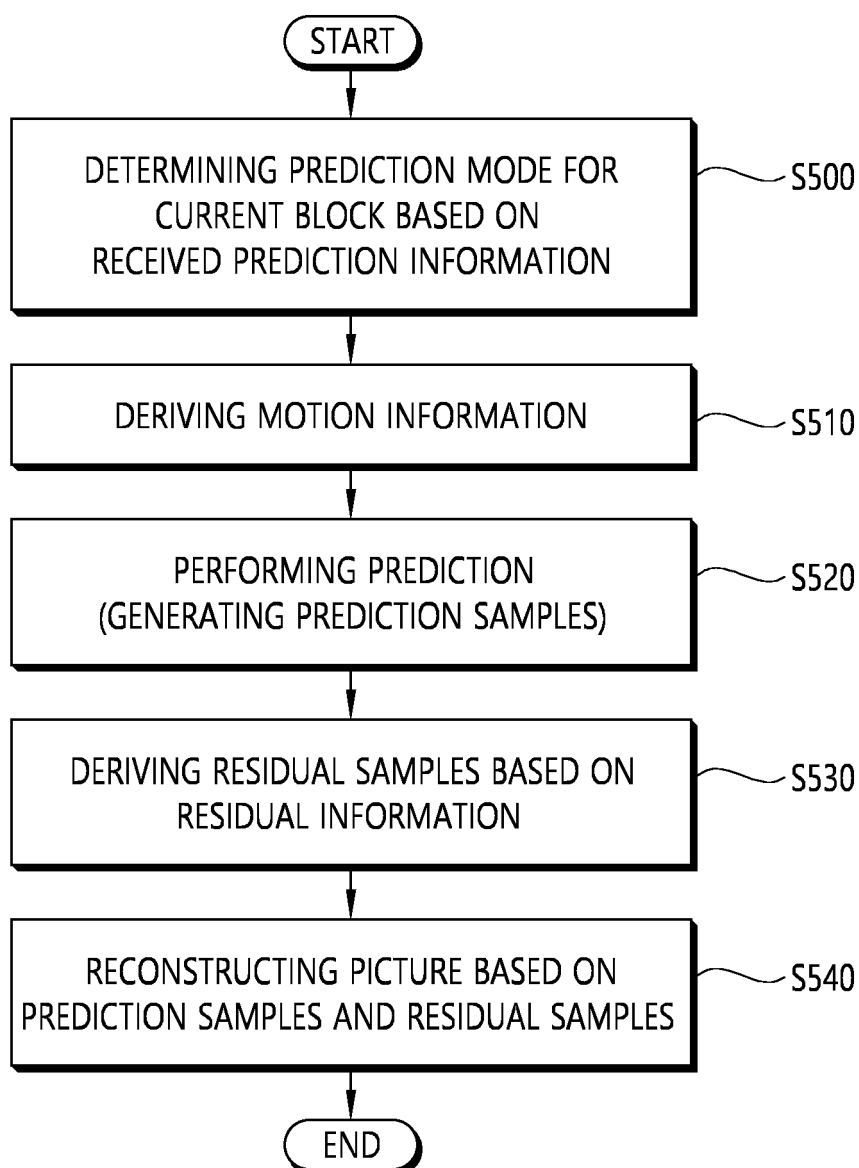 START
DETERMINING PREDICTION MODE FOR
CURRENT BLOCK BASED ON
RECEIVED PREDICTION INFORMATION
S500
DERIVING MOTION INFORMATION
S510
PERFORMING PREDICTION
(GENERATING PREDICTION SAMPLES)
S520
DERIVING RESIDUAL SAMPLES BASED ON
RESIDUAL INFORMATION
S530
RECONSTRUCTING PICTURE BASED ON
PREDICTION SAMPLES AND RESIDUAL SAMPLES
S540
END